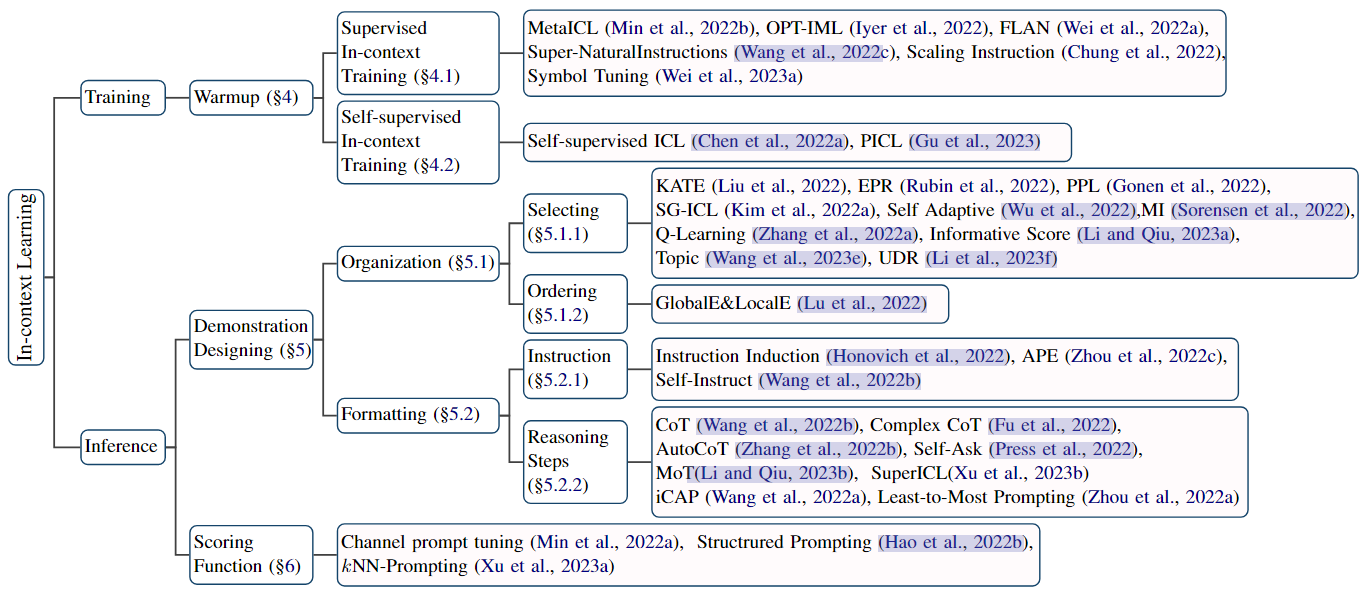 In-context Learning
Training
Warmup (§4)
Supervised
In-context
Training (§4.1)
MetaICL (Min et al., 2022b), OPT-IML (Iyer et al., 2022), FLAN (Wei et al., 2022a),
Super-NaturalInstructions (Wang et al., 2022c), Scaling Instruction (Chung et al., 2022),
Symbol Tuning (Wei et al., 2023a)
Self-supervised
In-context
Training (§4.2)
Self-supervised ICL (Chen et al., 2022a), PICL (Gu et al., 2023)
Inference
Demonstration
Designing (§5)
Organization (§5.1)
Selecting
(§5.1.1)
KATE (Liu et al., 2022), EPR (Rubin et al., 2022), PPL (Gonen et al., 2022),
SG-ICL (Kim et al., 2022a), Self Adaptive (Wu et al., 2022),MI (Sorensen et al., 2022),
Q-Learning (Zhang et al., 2022a), Informative Score (Li and Qiu, 2023a),
Topic (Wang et al., 2023e), UDR (Li et al., 2023f)
Ordering
(§5.1.2)
GlobalE&LocalE (Lu et al., 2022)
Formatting (§5.2)
Instruction
(§5.2.1)
Instruction Induction (Honovich et al., 2022), APE (Zhou et al., 2022c),
Self-Instruct (Wang et al., 2022b)
Reasoning
Steps
(§5.2.2)
CoT (Wang et al., 2022b), Complex CoT (Fu et al., 2022),
AutoCoT (Zhang et al., 2022b), Self-Ask (Press et al., 2022),
MoT(Li and Qiu, 2023b), SuperICL(Xu et al., 2023b)
iCAP (Wang et al., 2022a), Least-to-Most Prompting (Zhou et al., 2022a)
Scoring
Function (§6)
Channel prompt tuning (Min et al., 2022a), Structrured Prompting (Hao et al., 2022b),
kNN-Prompting (Xu et al., 2023a)